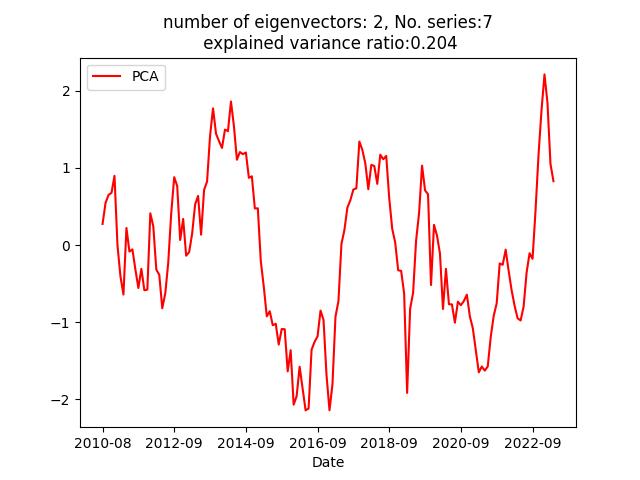 number of eigenvectors: 2, No. series:7
explained variance ratio:0.204
PCA
2
1
0
−1
−2
2010-08 2012-09 2014-09 2016-09 2018-09 2020-09 2022-09
Date